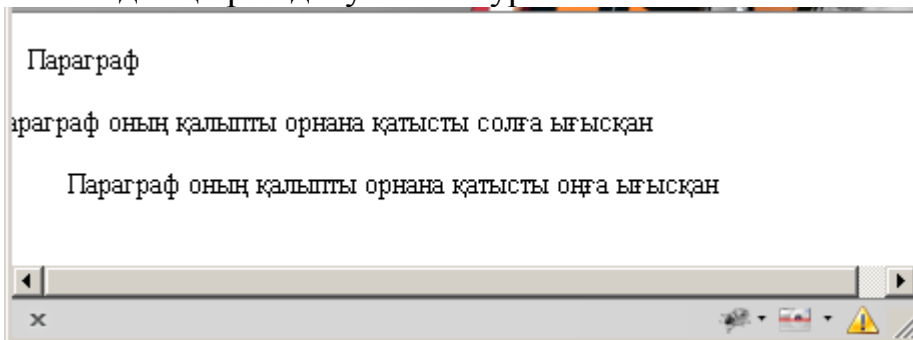 Параграф
араграф оның қалыпты орнана қатысты солға ығысқан
Параграф оның қалыпты орнана қатысты оңға ығысқан